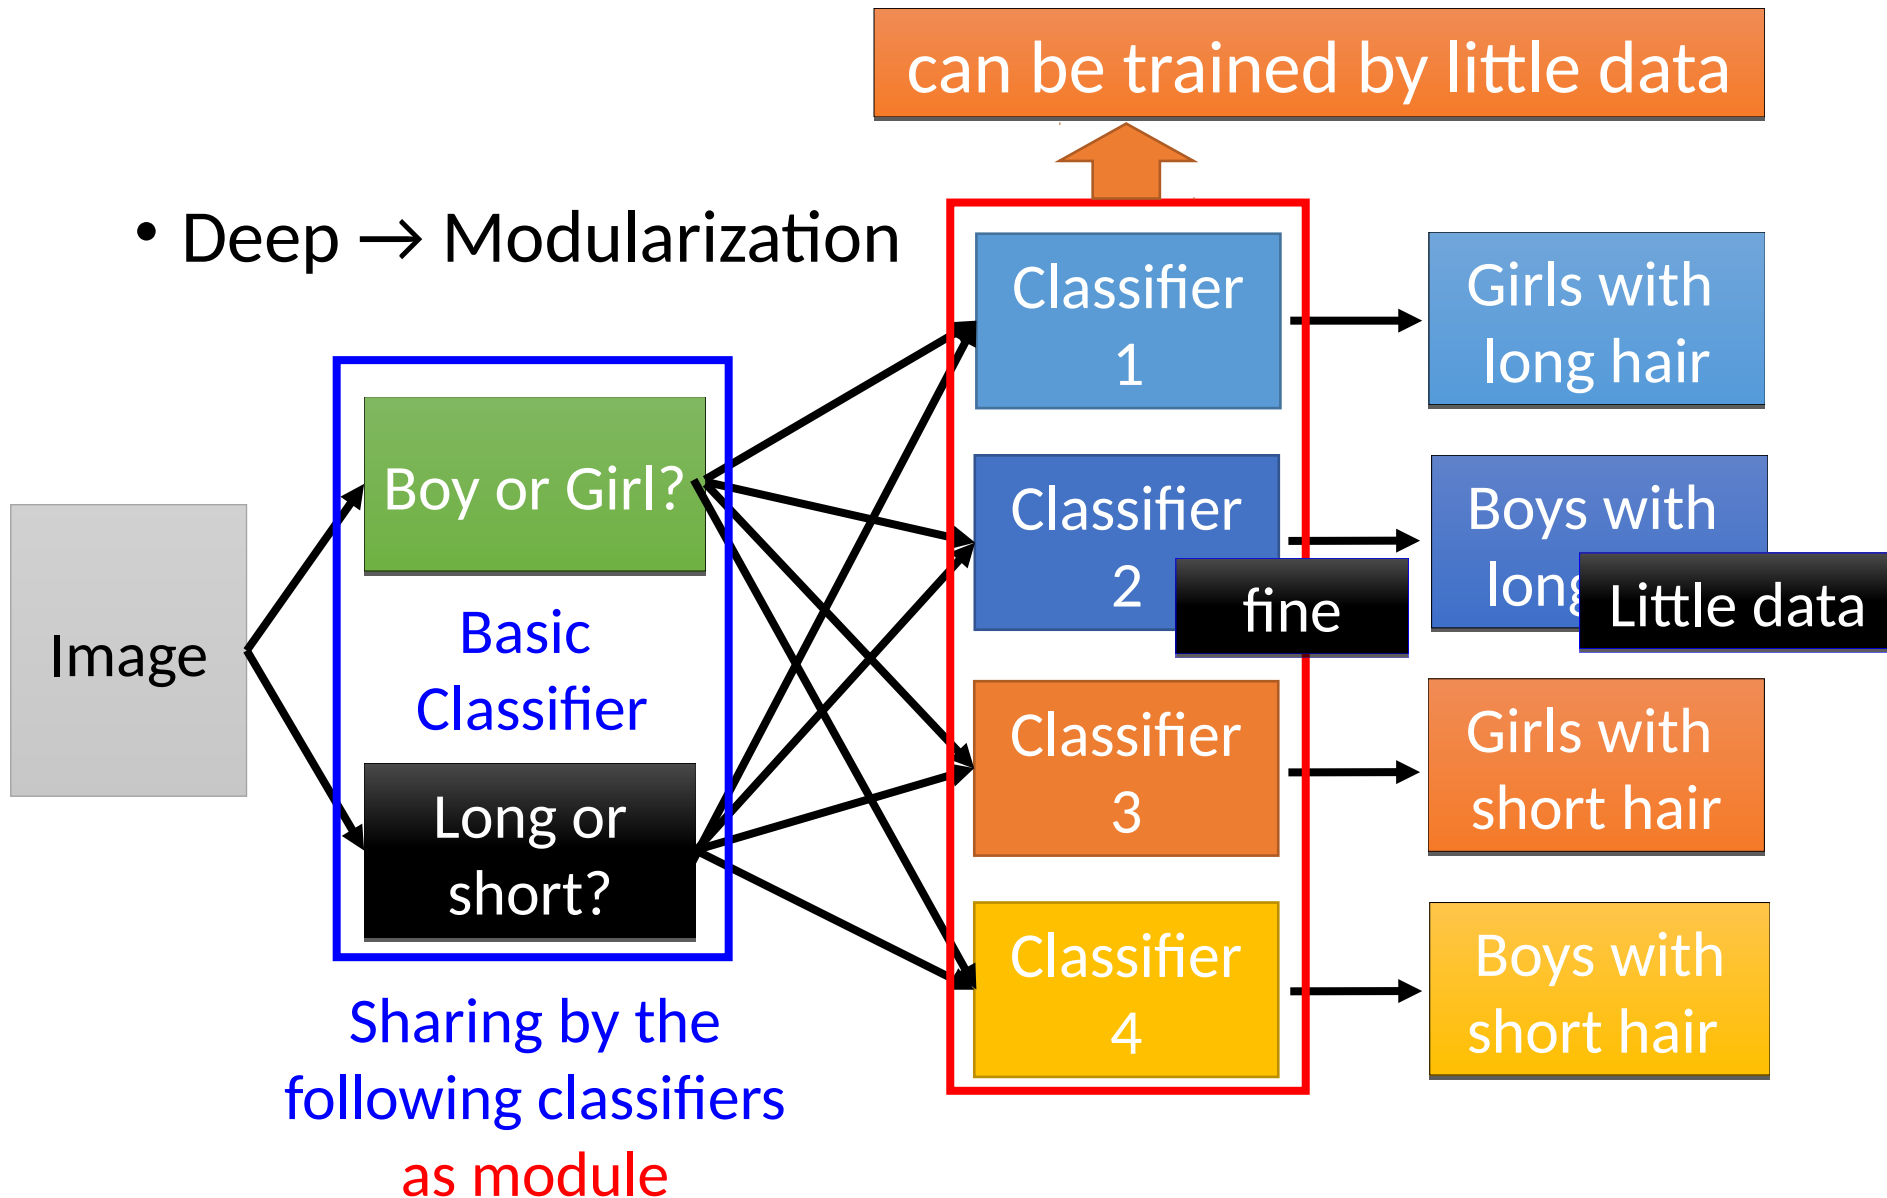 can be trained by little data
• Deep → Modularization
Image
Boy or Girl?
Basic
Classifier
Long or
short?
Sharing by the
following classifiers
as module
Classifier
1
Girls with
long hair
Classifier
2
fine
Boys with
long
Little data
Classifier
3
Girls with
short hair
Classifier
4
Boys with
short hair